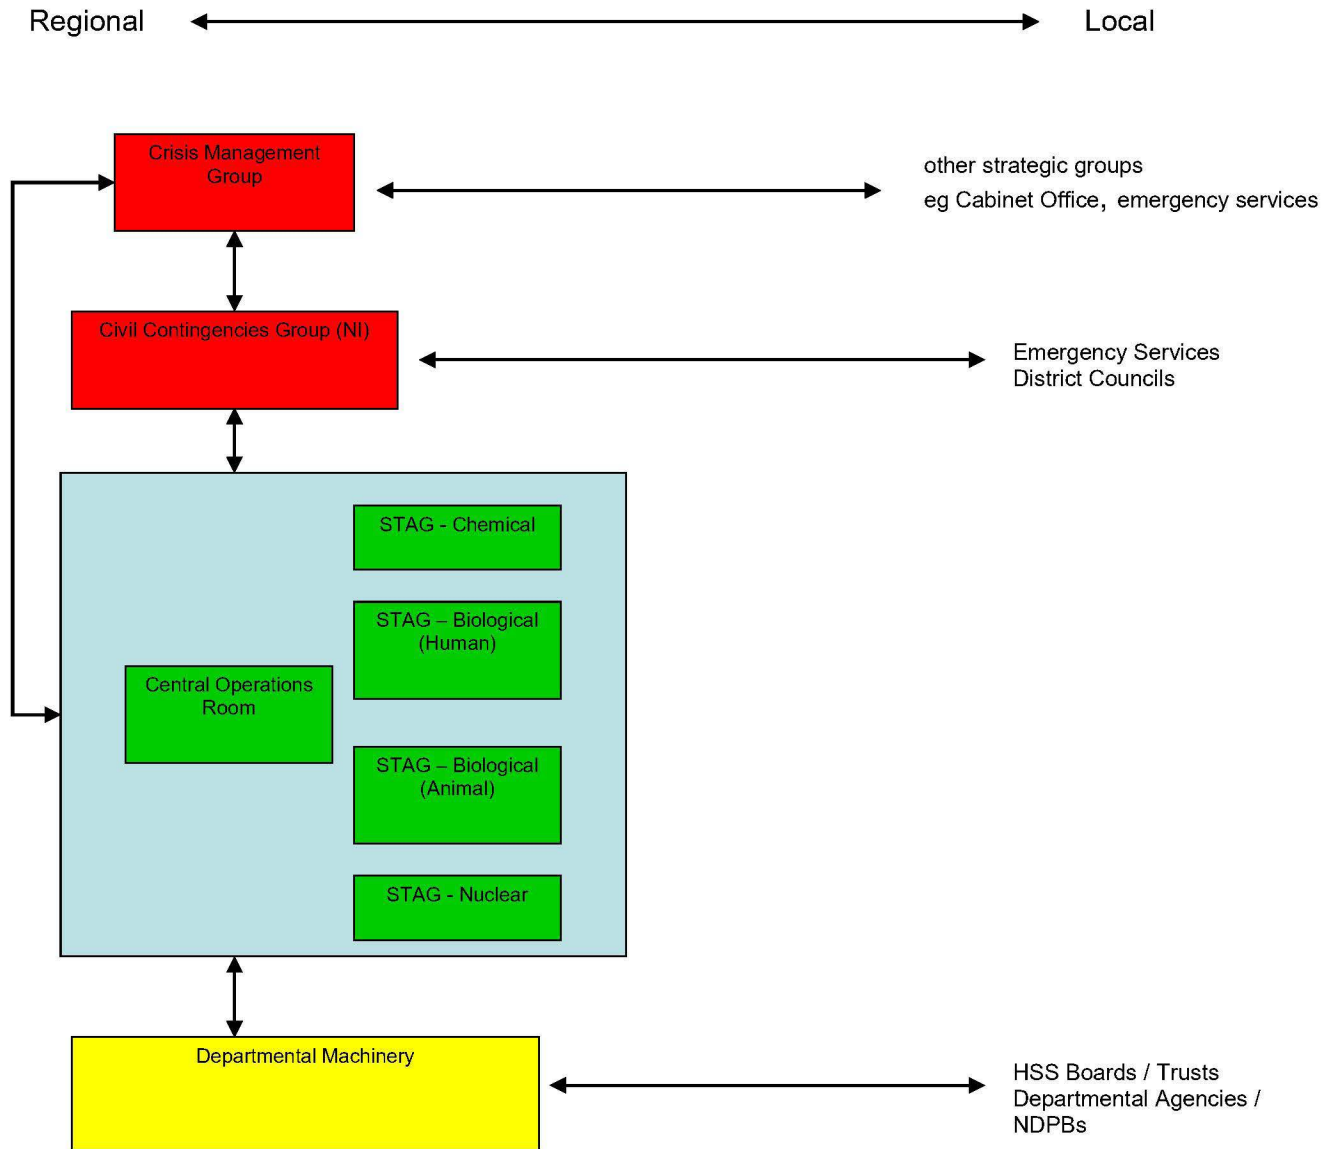 Regional
Local
Crisis Management
Group
other strategic groups
eg Cabinet Office, emergency services
Civil Contingencies Group (NI)
Emergency Services
District Councils
STAG - Chemical
STAG – Biological
(Human)
Central Operations
Room
STAG – Biological
(Animal)
STAG - Nuclear
Departmental Machinery
HSS Boards / Trusts
Departmental Agencies /
NDPBs